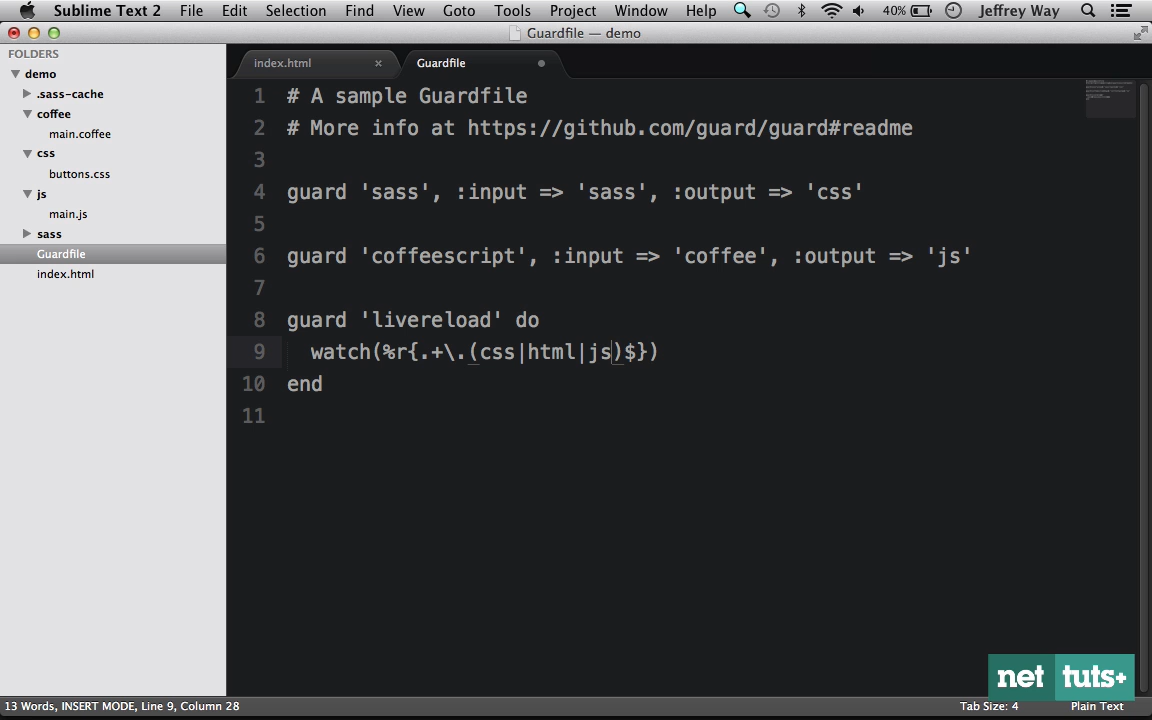 Sublime Text 2 File Edit Selection Find View Goto Tools Project Window Help 40% Jeffrey Way
Guardfile — demo
FOLDERS
demo
.sass-cache
coffee
main.coffee
css
buttons.css
js
main.js
sass
Guardfile
index.html
index.html × Guardfile
1 # A sample Guardfile
2 # More info at https://github.com/guard/guard#readme
3
4 guard 'sass', :input => 'sass', :output => 'css'
5
6 guard 'coffeescript', :input => 'coffee', :output => 'js'
7
8 guard 'livereload' do
9 watch(%r{.+\.(css|html|js)$})
10 end
11
net tuts+
13 Words, INSERT MODE, Line 9, Column 28 Tab Size: 4 Plain Text